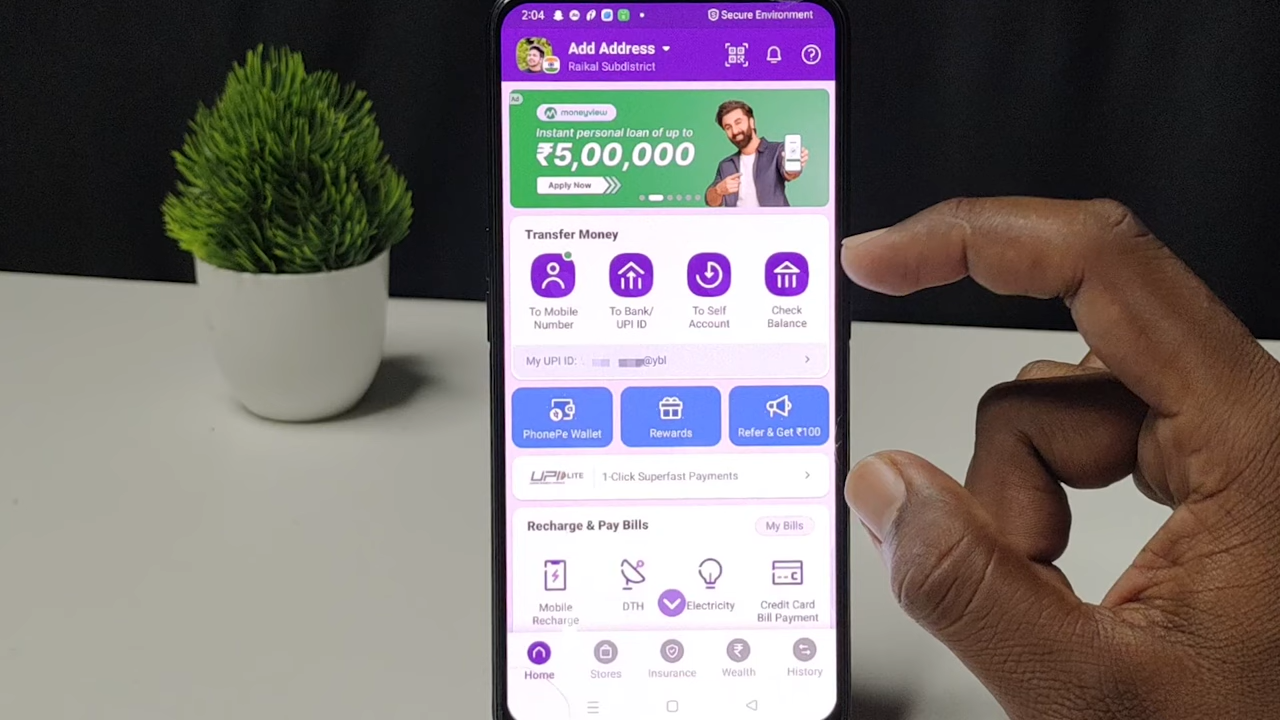 2:04
Secure Environment
Add Address
Raikal Subdistrict
Ad
moneyview
Instant personal loan of up to
₹5,00,000
Apply Now
Transfer Money
To Mobile
Number
To Bank/
UPI ID
To Self
Account
Check
Balance
My UPI ID:
@ybl
PhonePe Wallet
Rewards
Refer & Get ₹100
UPI LITE
1-Click Superfast Payments
Recharge & Pay Bills
My Bills
Mobile
Recharge
DTH
Electricity
Credit Card
Bill Payment
Home
Stores
Insurance
Wealth
History